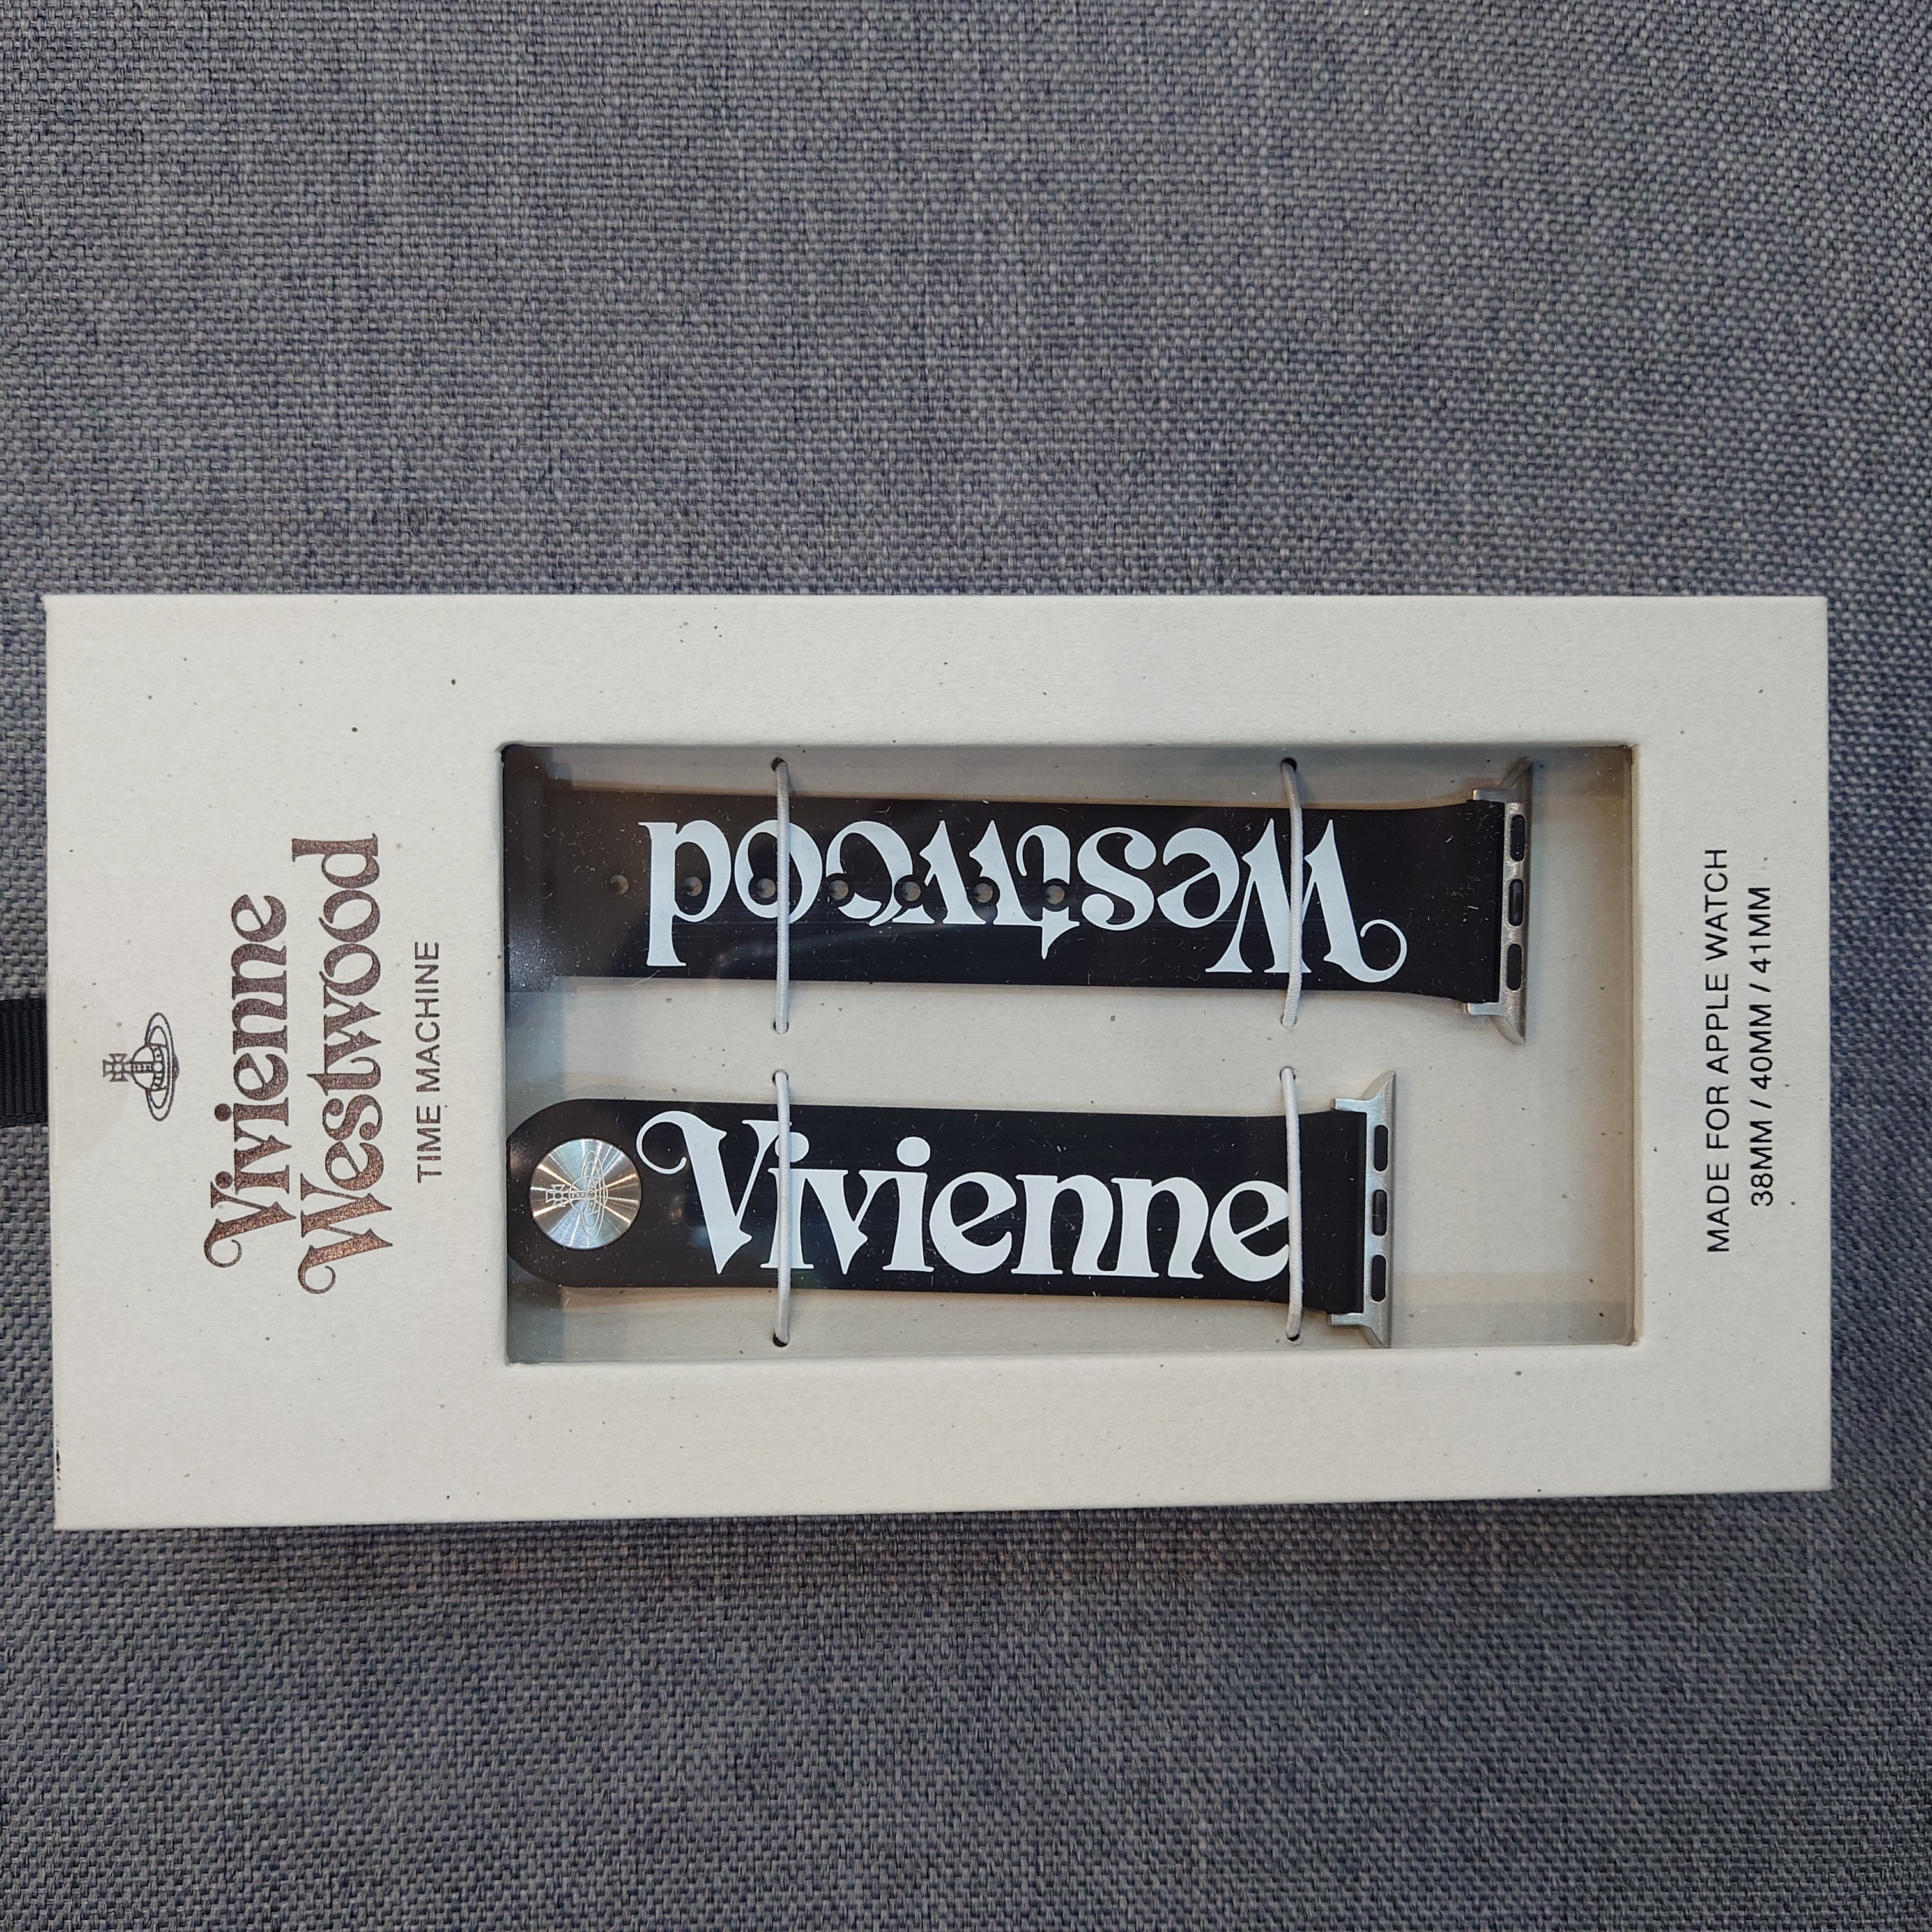 Vivienne
Westwood
TIME MACHINE
Westwood
Vivienne
MADE FOR APPLE WATCH
38MM / 40MM / 41MM